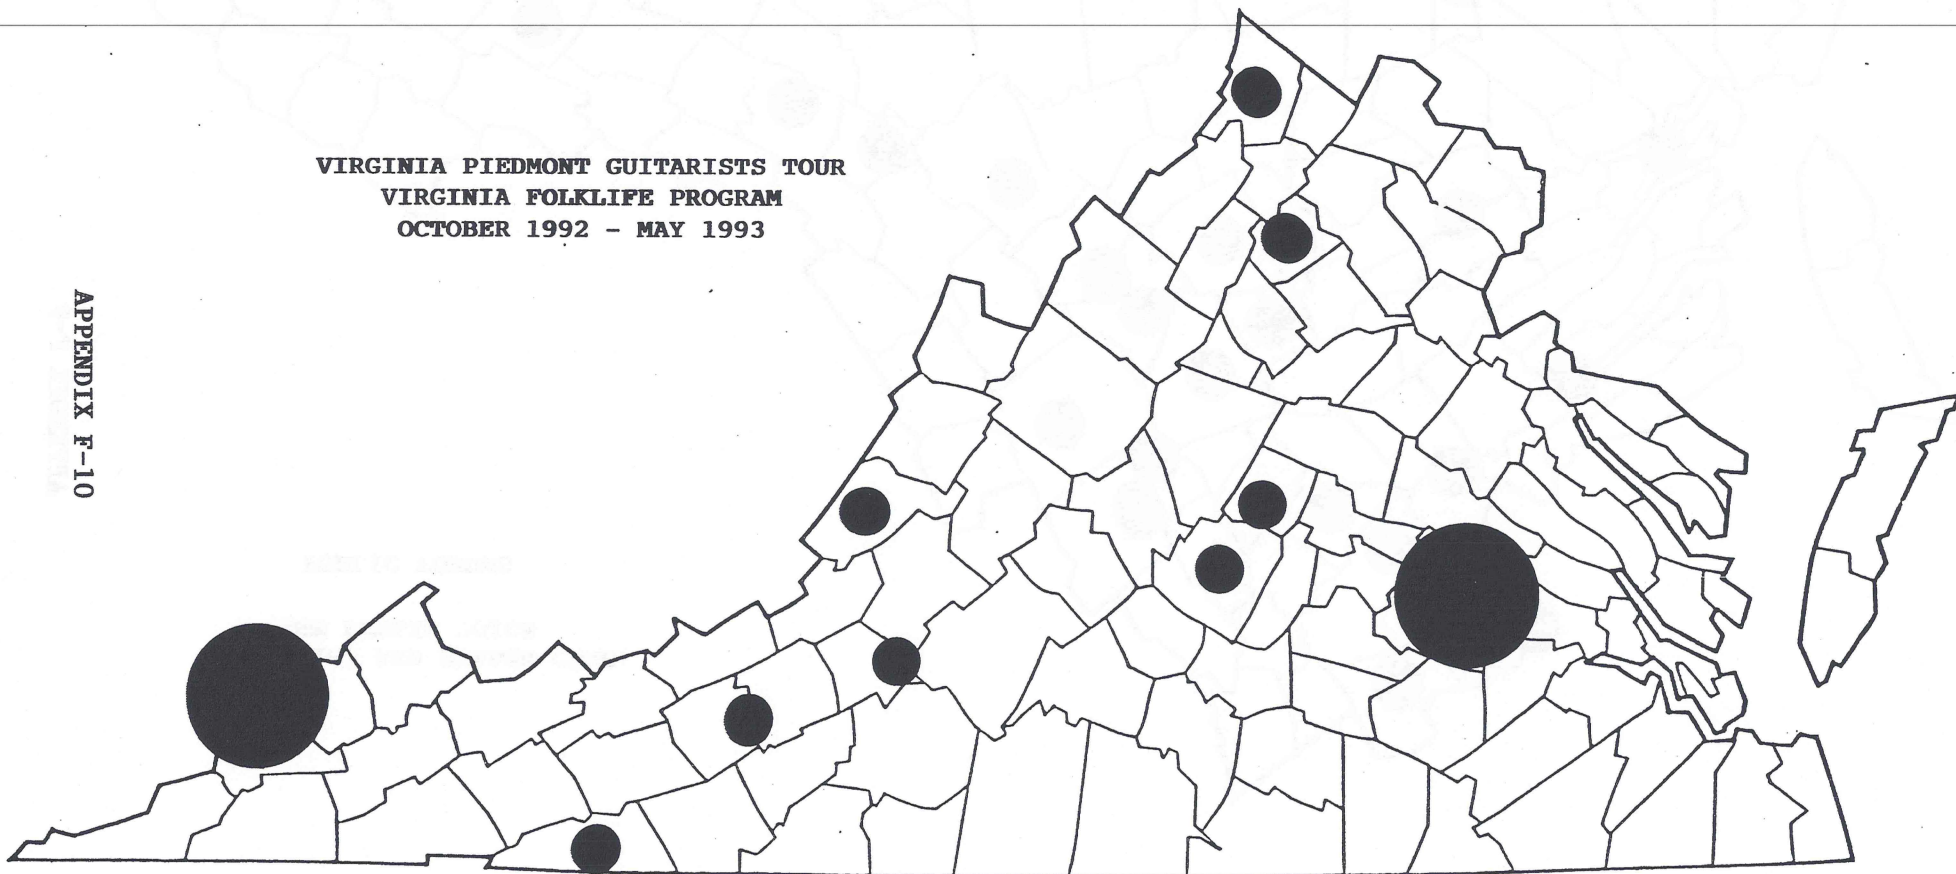 VIRGINIA PIEDMONT GUITARISTS TOUR
VIRGINIA FOLKLIFE PROGRAM
OCTOBER 1992 - MAY 1993
APPENDIX F-10